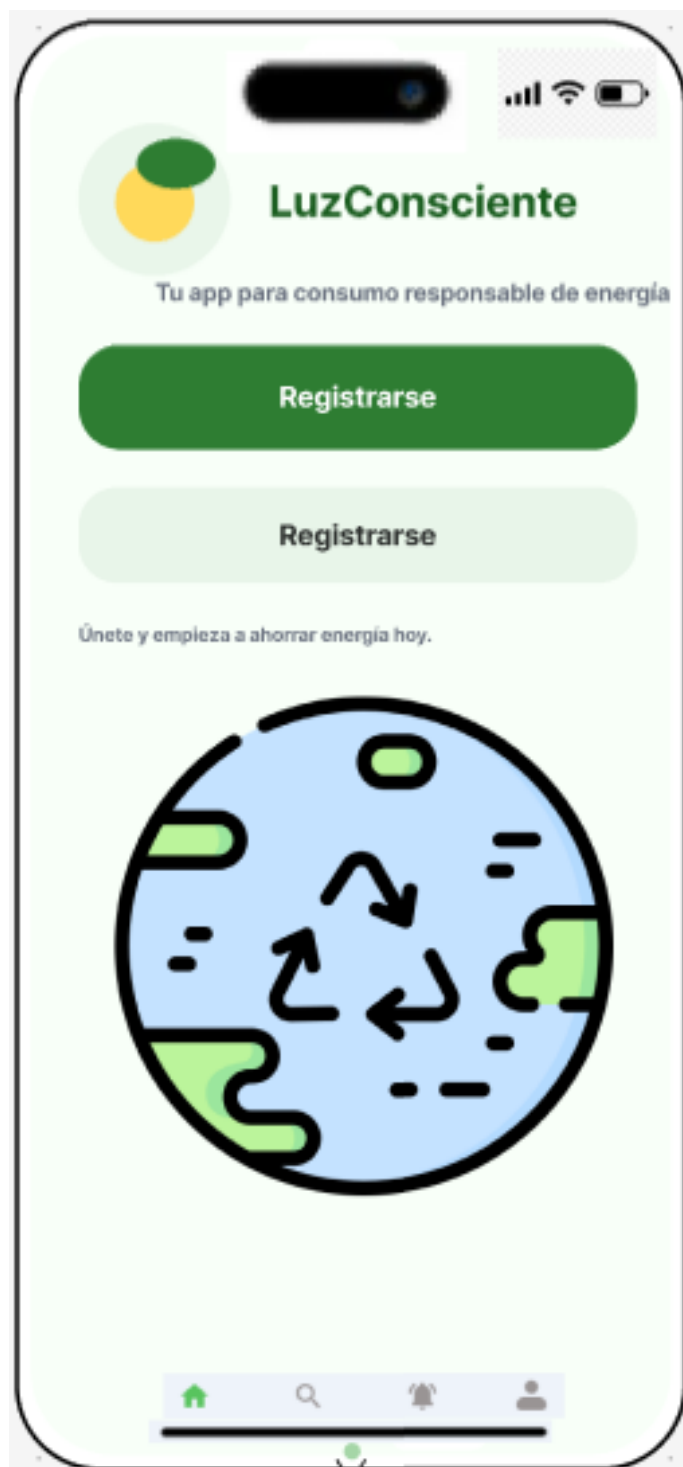 LuzConsciente
Tu app para consumo responsable de energía
Registrarse
Registrarse
Únete y empieza a ahorrar energía hoy.